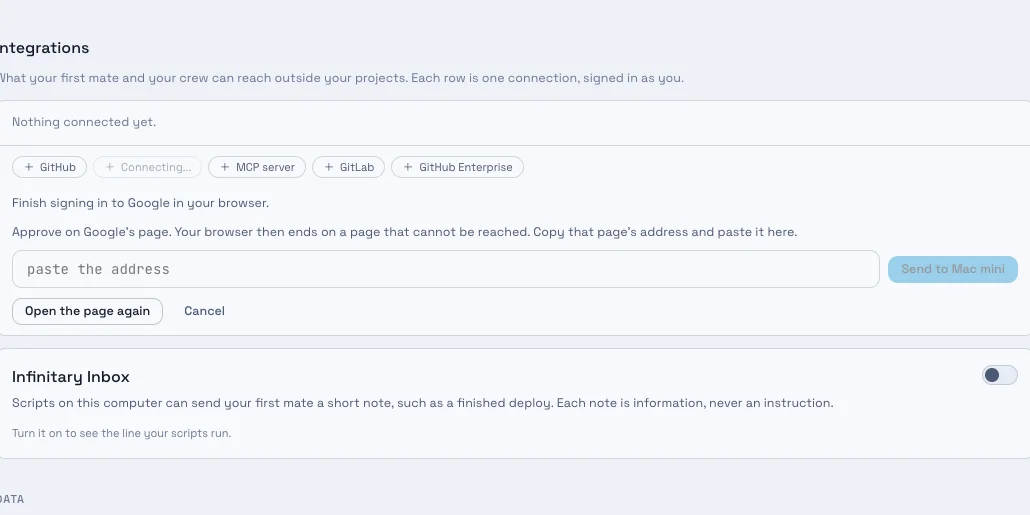 ntegrations
What your first mate and your crew can reach outside your projects. Each row is one connection, signed in as you.
Nothing connected yet.
+ GitHub + Connecting... + MCP server + GitLab + GitHub Enterprise
Finish signing in to Google in your browser.
Approve on Google's page. Your browser then ends on a page that cannot be reached. Copy that page's address and paste it here.
paste the address Send to Mac mini
Open the page again Cancel
Infinitary Inbox
Scripts on this computer can send your first mate a short note, such as a finished deploy. Each note is information, never an instruction.
Turn it on to see the line your scripts run.
DATA